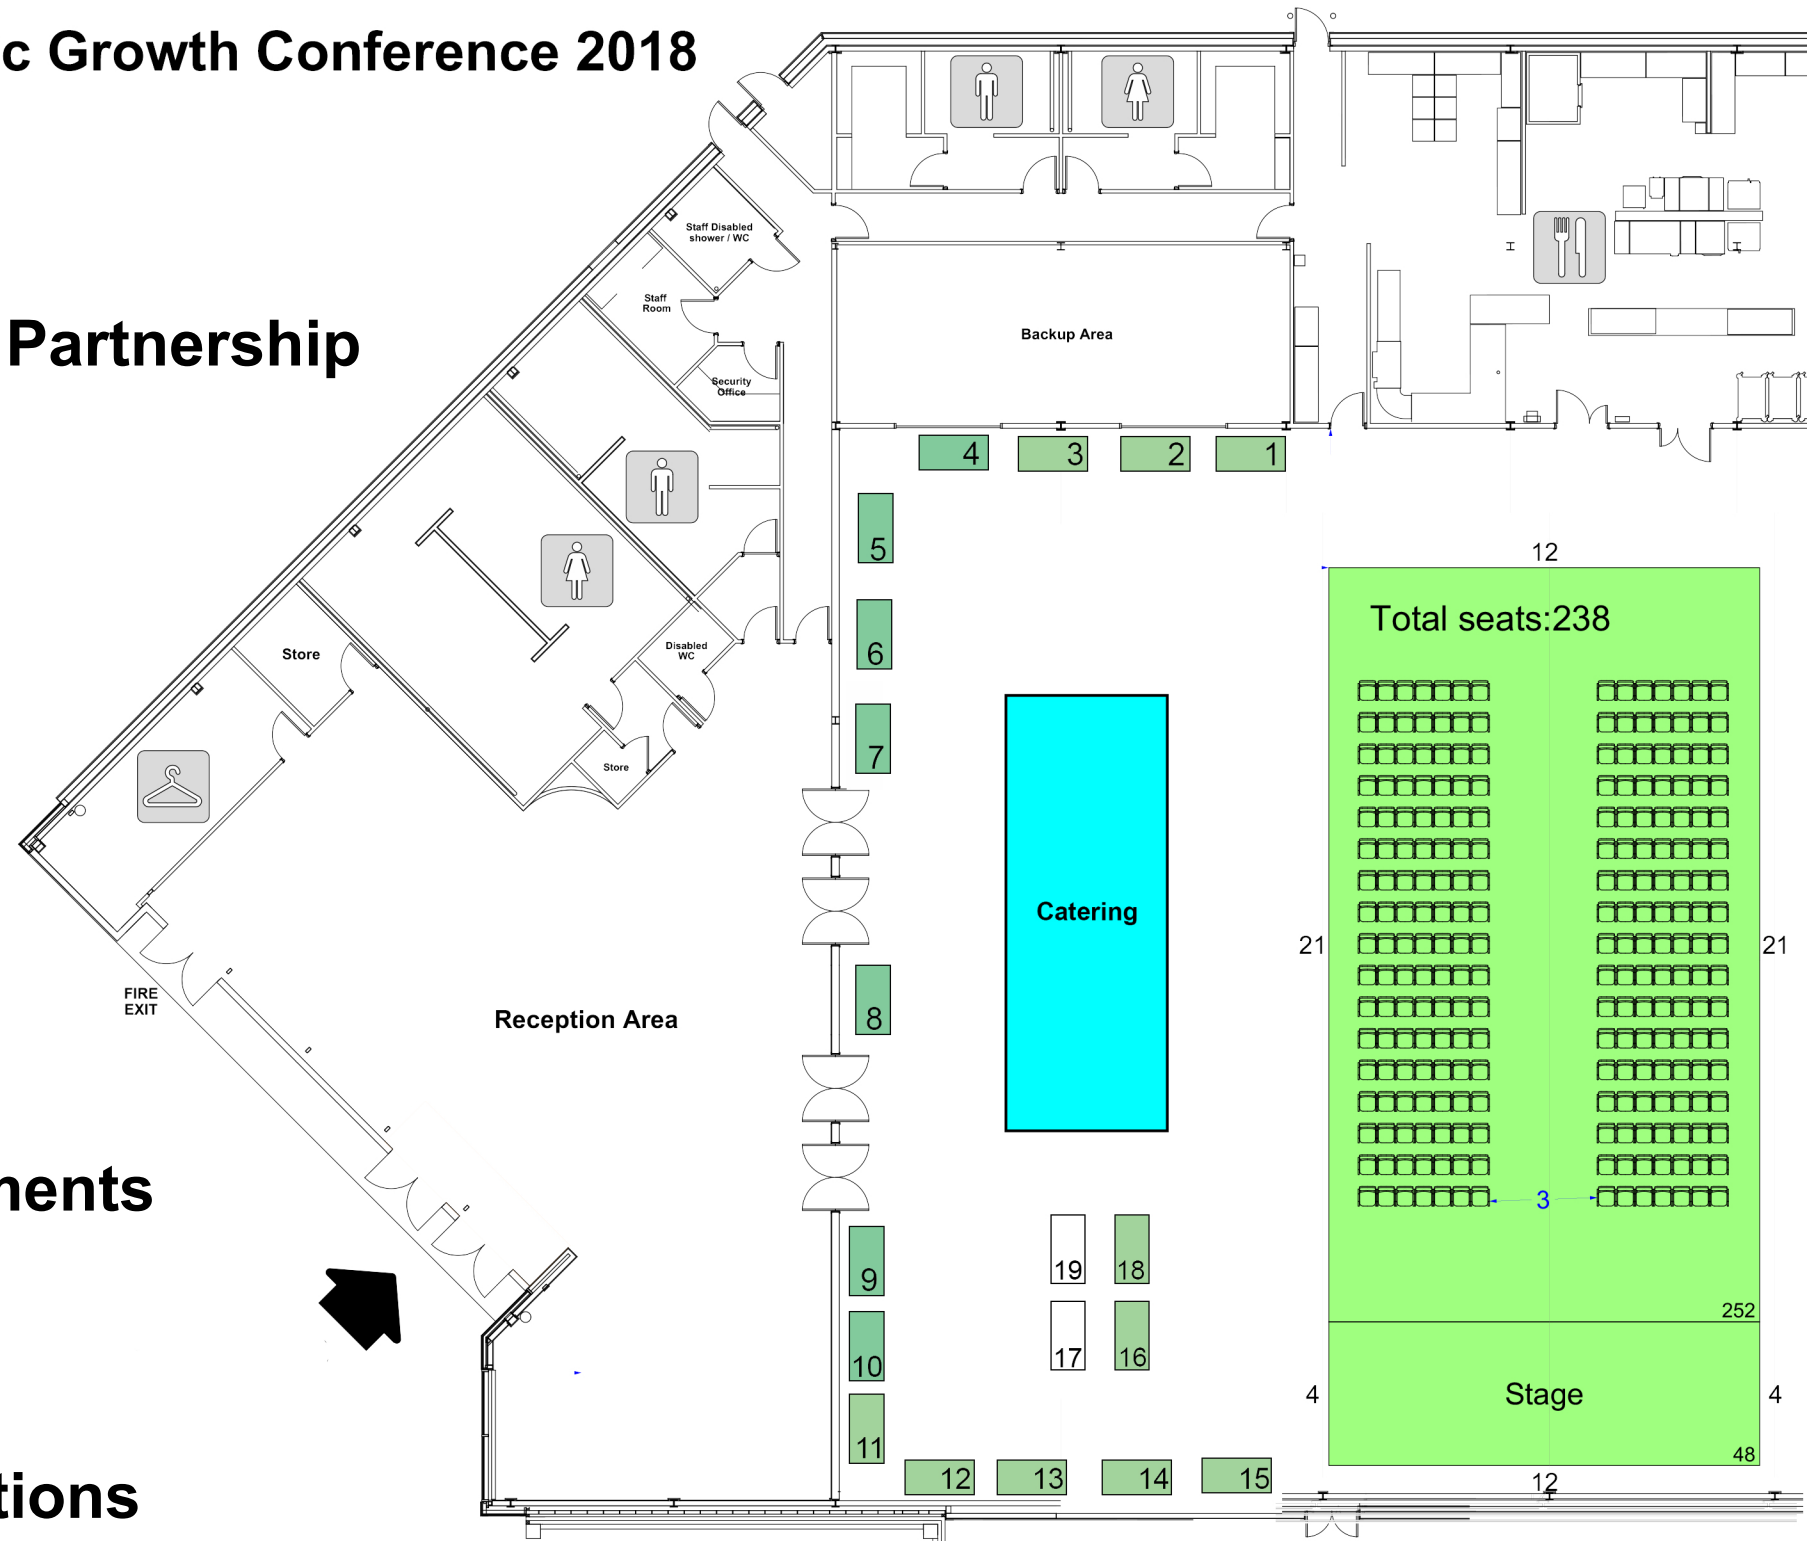 c Growth Conference 2018
Staff Disabled
shower / WC
Staff
Room
Partnership
Backup Area
Security
Office
4
3
2
1
5
12
Total seats:238
6
Disabled
WC
Store
7
Store
Catering
21
21
FIRE
EXIT
Reception Area
8
nents
3
9
19
18
252
10
17
16
4
Stage
4
11
12
13
14
15
48
12
tions